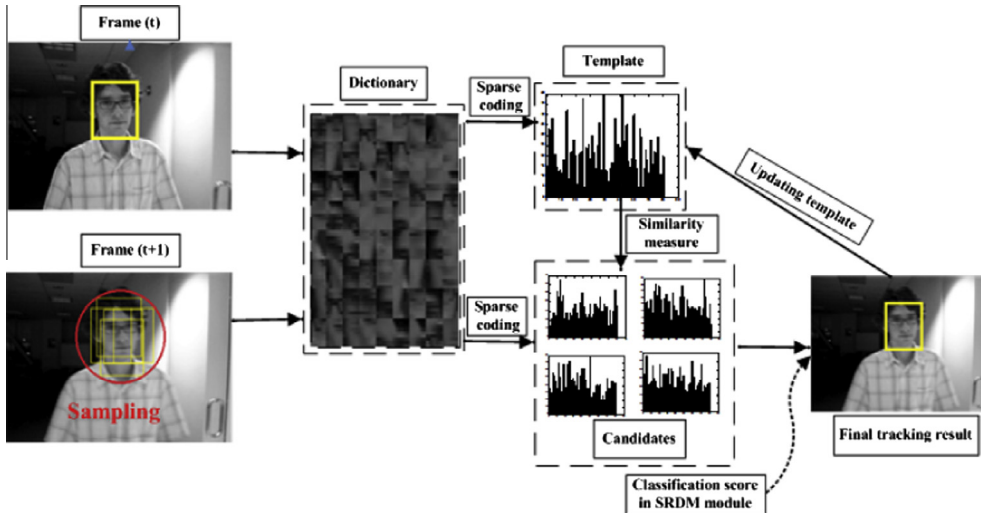 Frame (t)
Dictionary
Sparse
coding
Template
Updating template
Similarity
measure
Frame (t+1)
Sampling
Sparse
coding
Candidates
Final tracking result
Classification score
in SRDM module